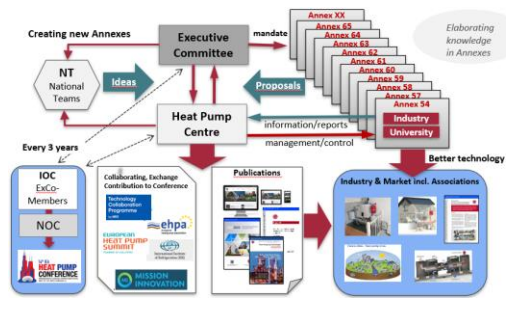 Creating new Annexes
Executive
Committee
mandate
Annex XX
Annex 65
Annex 64
Annex 63
Annex 62
Annex 61
Annex 60
Annex 59
Annex 58
Annex 57
Annex 54
Industry
University
Elaborating
knowledge
in Annexes
NT
National
Teams
Ideas
Proposals
Heat Pump
Centre
information/reports
management/control
Every 3 years
Better technology
IOC
ExCo-
Members
NOC
HEAT PUMP
CONFERENCE
Collaborating, Exchange
Contribution to Conference
Technology
Collaboration
Programme
ehpa
EUROPEAN
HEAT PUMP
SUMMIT
International Institute
of Refrigeration
MISSION
INNOVATION
Publications
Industry & Market incl. Associations